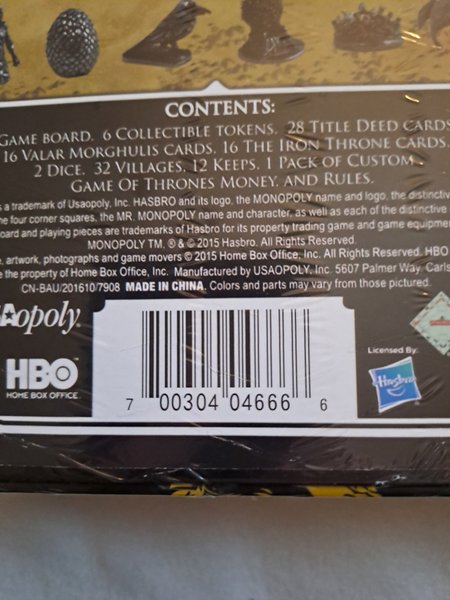 CONTENTS:
GAME BOARD. 6 COLLECTIBLE TOKENS. 28 TITLE DEED CARDS
16 VALAR MORGHULIS CARDS. 16 THE IRON THRONE CARDS.
2 DICE. 32 VILLAGES. 12 KEEPS. 1 PACK OF CUSTOM
GAME OF THRONES MONEY, AND RULES.
s a trademark of Usaopoly, Inc. HASBRO and its logo, the MONOPOLY name and logo, the distinctive
he four corner squares, the MR. MONOPOLY name and character, as well as each of the distinctive
oard and playing pieces are trademarks of Hasbro for its property trading game and game equipmen
MONOPOLY TM. ® & © 2015 Hasbro. All Rights Reserved.
e, artwork, photographs and game movers © 2015 Home Box Office, Inc. All Rights Reserved. HBO
e the property of Home Box Office, Inc. Manufactured by USAOPOLY, Inc. 5607 Palmer Way, Carls
CN-BAU/201610/7908 MADE IN CHINA. Colors and parts may vary from those pictured.
Aopoly
HBO
HOME BOX OFFICE
7 00304 04666 6
Licensed By:
Hasbro